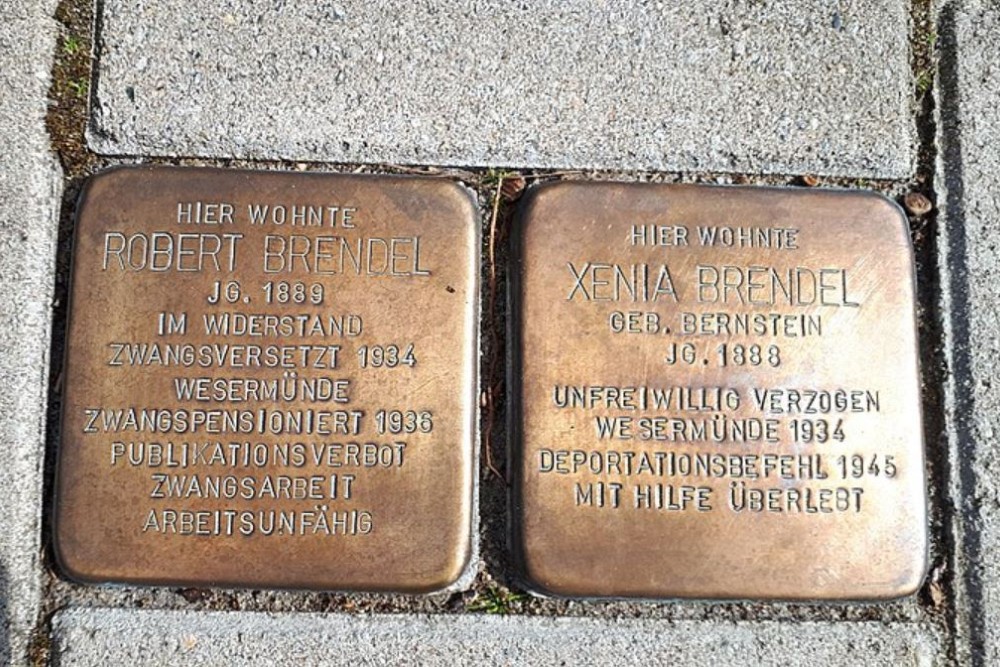 HIER WOHNTE
ROBERT BRENDEL
JG. 1889
IM WIDERSTAND
ZWANGSVERSETZT 1934
WESERMÜNDE
ZWANGSPENSIONIERT 1936
PUBLIKATIONSVERBOT
ZWANGSARBEIT
ARBEITSUNFÄHIG
HIER WOHNTE
XENIA BRENDEL
GEB. BERNSTEIN
JG. 1888
UNFREIWILLIG VERZOGEN
WESERMÜNDE 1934
DEPORTATIONSBEFEHL 1945
MIT HILFE ÜBERLEBT